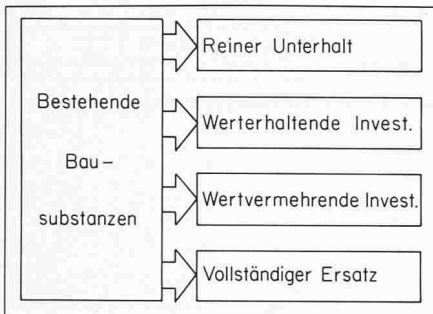 Bestehende
Bau-
substanzen
Reiner Unterhalt
Werterhaltende Invest.
Wertvermehrende Invest.
Vollständiger Ersatz